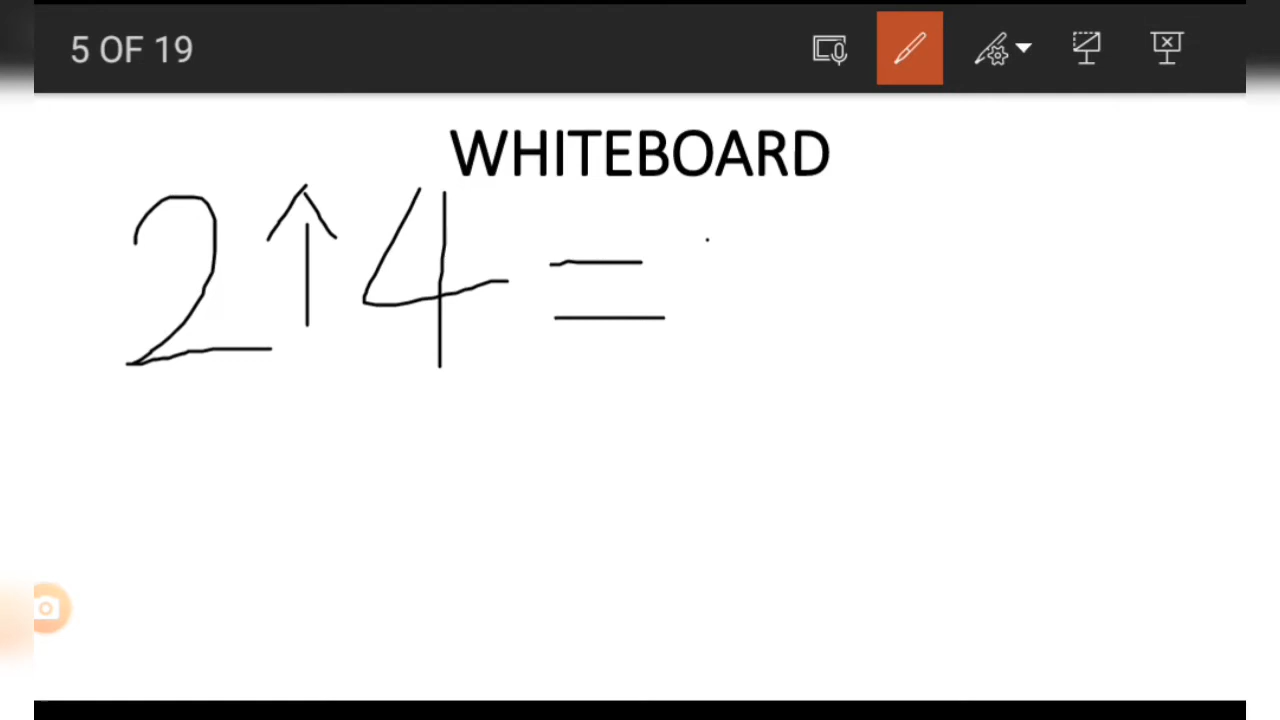 5 OF 19
WHITEBOARD
2↑4 =